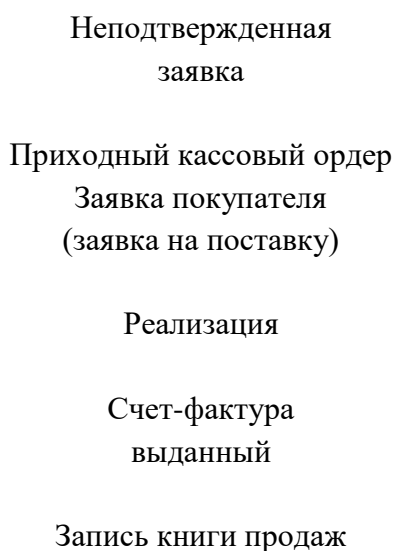 Неподтвержденная
заявка
Приходный кассовый ордер
Заявка покупателя
(заявка на поставку)
Реализация
Счет-фактура
выданный
Запись книги продаж